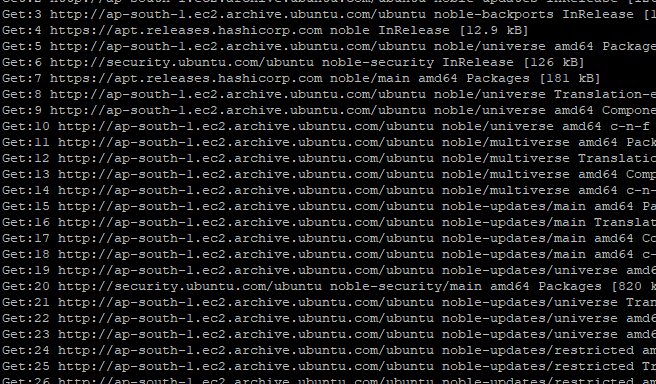 Get:3 http://ap-south-1.ec2.archive.ubuntu.com/ubuntu noble-backports InRelease
Get:4 https://apt.releases.hashicorp.com noble InRelease [12.9 kB]
Get:5 http://ap-south-1.ec2.archive.ubuntu.com/ubuntu noble/universe amd64 Packag
Get:6 http://security.ubuntu.com/ubuntu noble-security InRelease [126 kB]
Get:7 https://apt.releases.hashicorp.com noble/main amd64 Packages [181 kB]
Get:8 http://ap-south-1.ec2.archive.ubuntu.com/ubuntu noble/universe Translation-e
Get:9 http://ap-south-1.ec2.archive.ubuntu.com/ubuntu noble/universe amd64 Compone
Get:10 http://ap-south-1.ec2.archive.ubuntu.com/ubuntu noble/universe amd64 c-n-f
Get:11 http://ap-south-1.ec2.archive.ubuntu.com/ubuntu noble/multiverse amd64 Pack
Get:12 http://ap-south-1.ec2.archive.ubuntu.com/ubuntu noble/multiverse Translatio
Get:13 http://ap-south-1.ec2.archive.ubuntu.com/ubuntu noble/multiverse amd64 Comp
Get:14 http://ap-south-1.ec2.archive.ubuntu.com/ubuntu noble/multiverse amd64 c-n-
Get:15 http://ap-south-1.ec2.archive.ubuntu.com/ubuntu noble-updates/main amd64 Pa
Get:16 http://ap-south-1.ec2.archive.ubuntu.com/ubuntu noble-updates/main Translat
Get:17 http://ap-south-1.ec2.archive.ubuntu.com/ubuntu noble-updates/main amd64 Co
Get:18 http://ap-south-1.ec2.archive.ubuntu.com/ubuntu noble-updates/main amd64 c-
Get:19 http://ap-south-1.ec2.archive.ubuntu.com/ubuntu noble-updates/universe amd6
Get:20 http://security.ubuntu.com/ubuntu noble-security/main amd64 Packages [820 k
Get:21 http://ap-south-1.ec2.archive.ubuntu.com/ubuntu noble-updates/universe Tran
Get:22 http://ap-south-1.ec2.archive.ubuntu.com/ubuntu noble-updates/universe amd6
Get:23 http://ap-south-1.ec2.archive.ubuntu.com/ubuntu noble-updates/universe amd6
Get:24 http://ap-south-1.ec2.archive.ubuntu.com/ubuntu noble-updates/restricted am
Get:25 http://ap-south-1.ec2.archive.ubuntu.com/ubuntu noble-updates/restricted Tr
Get:26 http://ap-south-1.ec2.archive.ubuntu.com/ubuntu noble-updates/restricted am